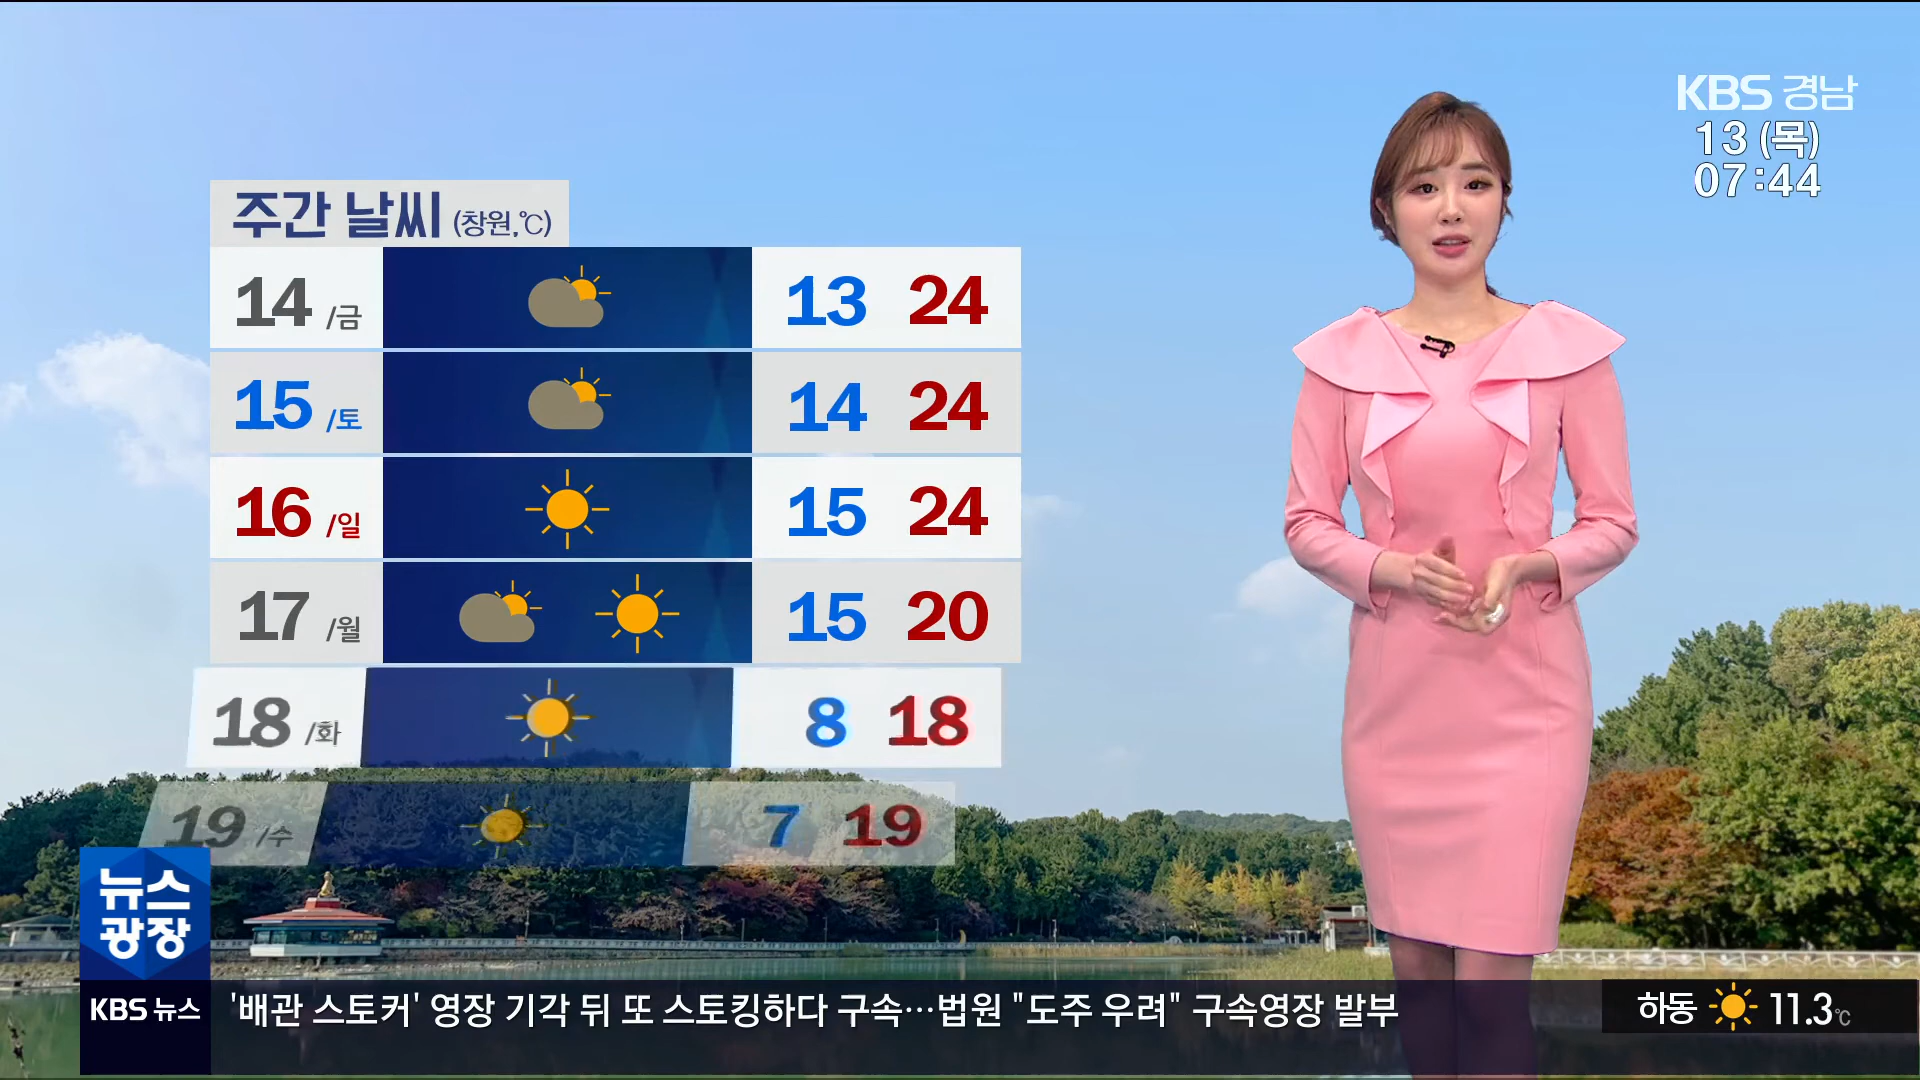 KBS 경남
13 (목)
07:44
주간 날씨 (창원,℃)
14 /금 13 24
15 /토 14 24
16 /일 15 24
17 /월 15 20
18 /화 8 18
19 /수 7 19
뉴스
광장
KBS 뉴스 '배관 스토커' 영장 기각 뒤 또 스토킹하다 구속…법원 "도주 우려" 구속영장 발부
하동 11.3℃